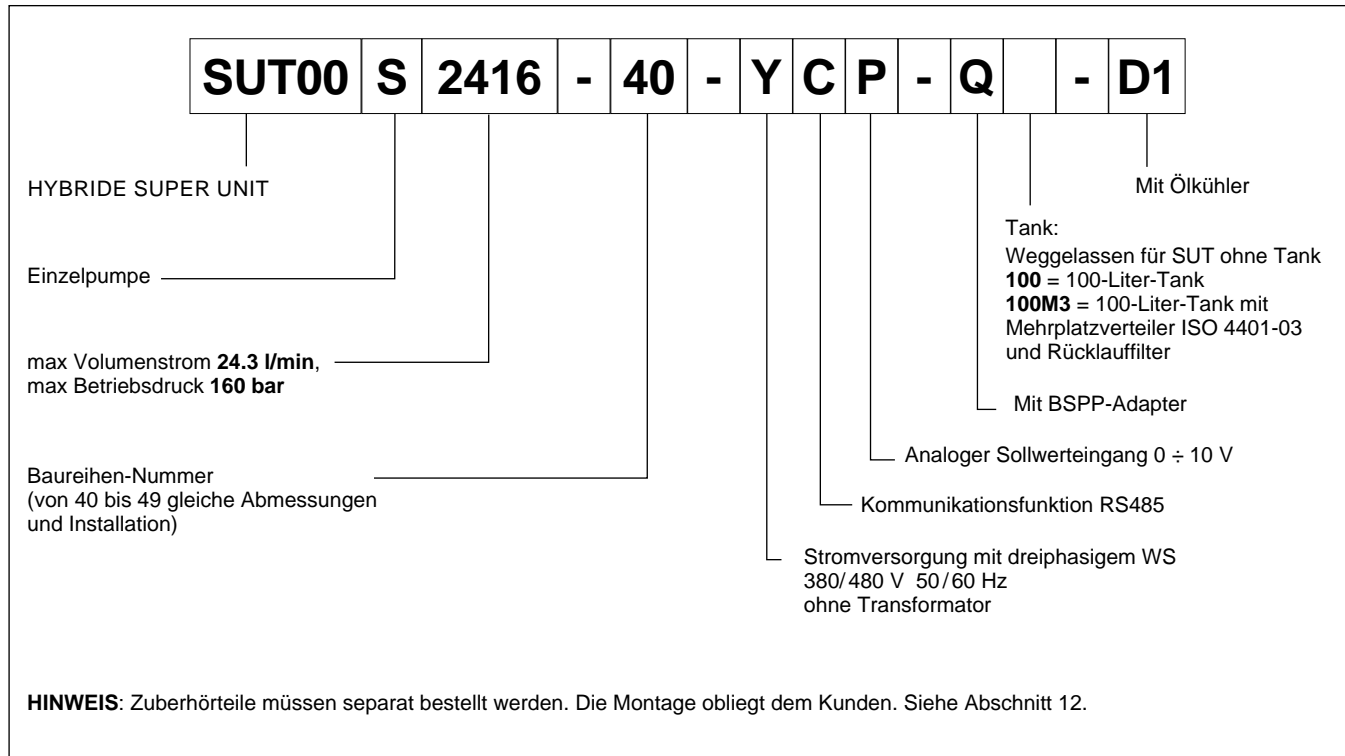 SUT00 S 2416 - 40 - Y C P - Q - D1
HYBRIDE SUPER UNIT
Einzelpumpe
max Volumenstrom 24.3 l/min,
max Betriebsdruck 160 bar
Baureihen-Nummer
(von 40 bis 49 gleiche Abmessungen
und Installation)
Mit Ölkühler
Tank:
Weggelassen für SUT ohne Tank
100 = 100-Liter-Tank
100M3 = 100-Liter-Tank mit
Mehrplatzverteiler ISO 4401-03
und Rücklauffilter
Mit BSPP-Adapter
Analoger Sollwerteingang 0 ÷ 10 V
Kommunikationsfunktion RS485
Stromversorgung mit dreiphasigem WS
380/480 V 50/60 Hz
ohne Transformator
HINWEIS: Zuberhörteile müssen separat bestellt werden. Die Montage obliegt dem Kunden. Siehe Abschnitt 12.